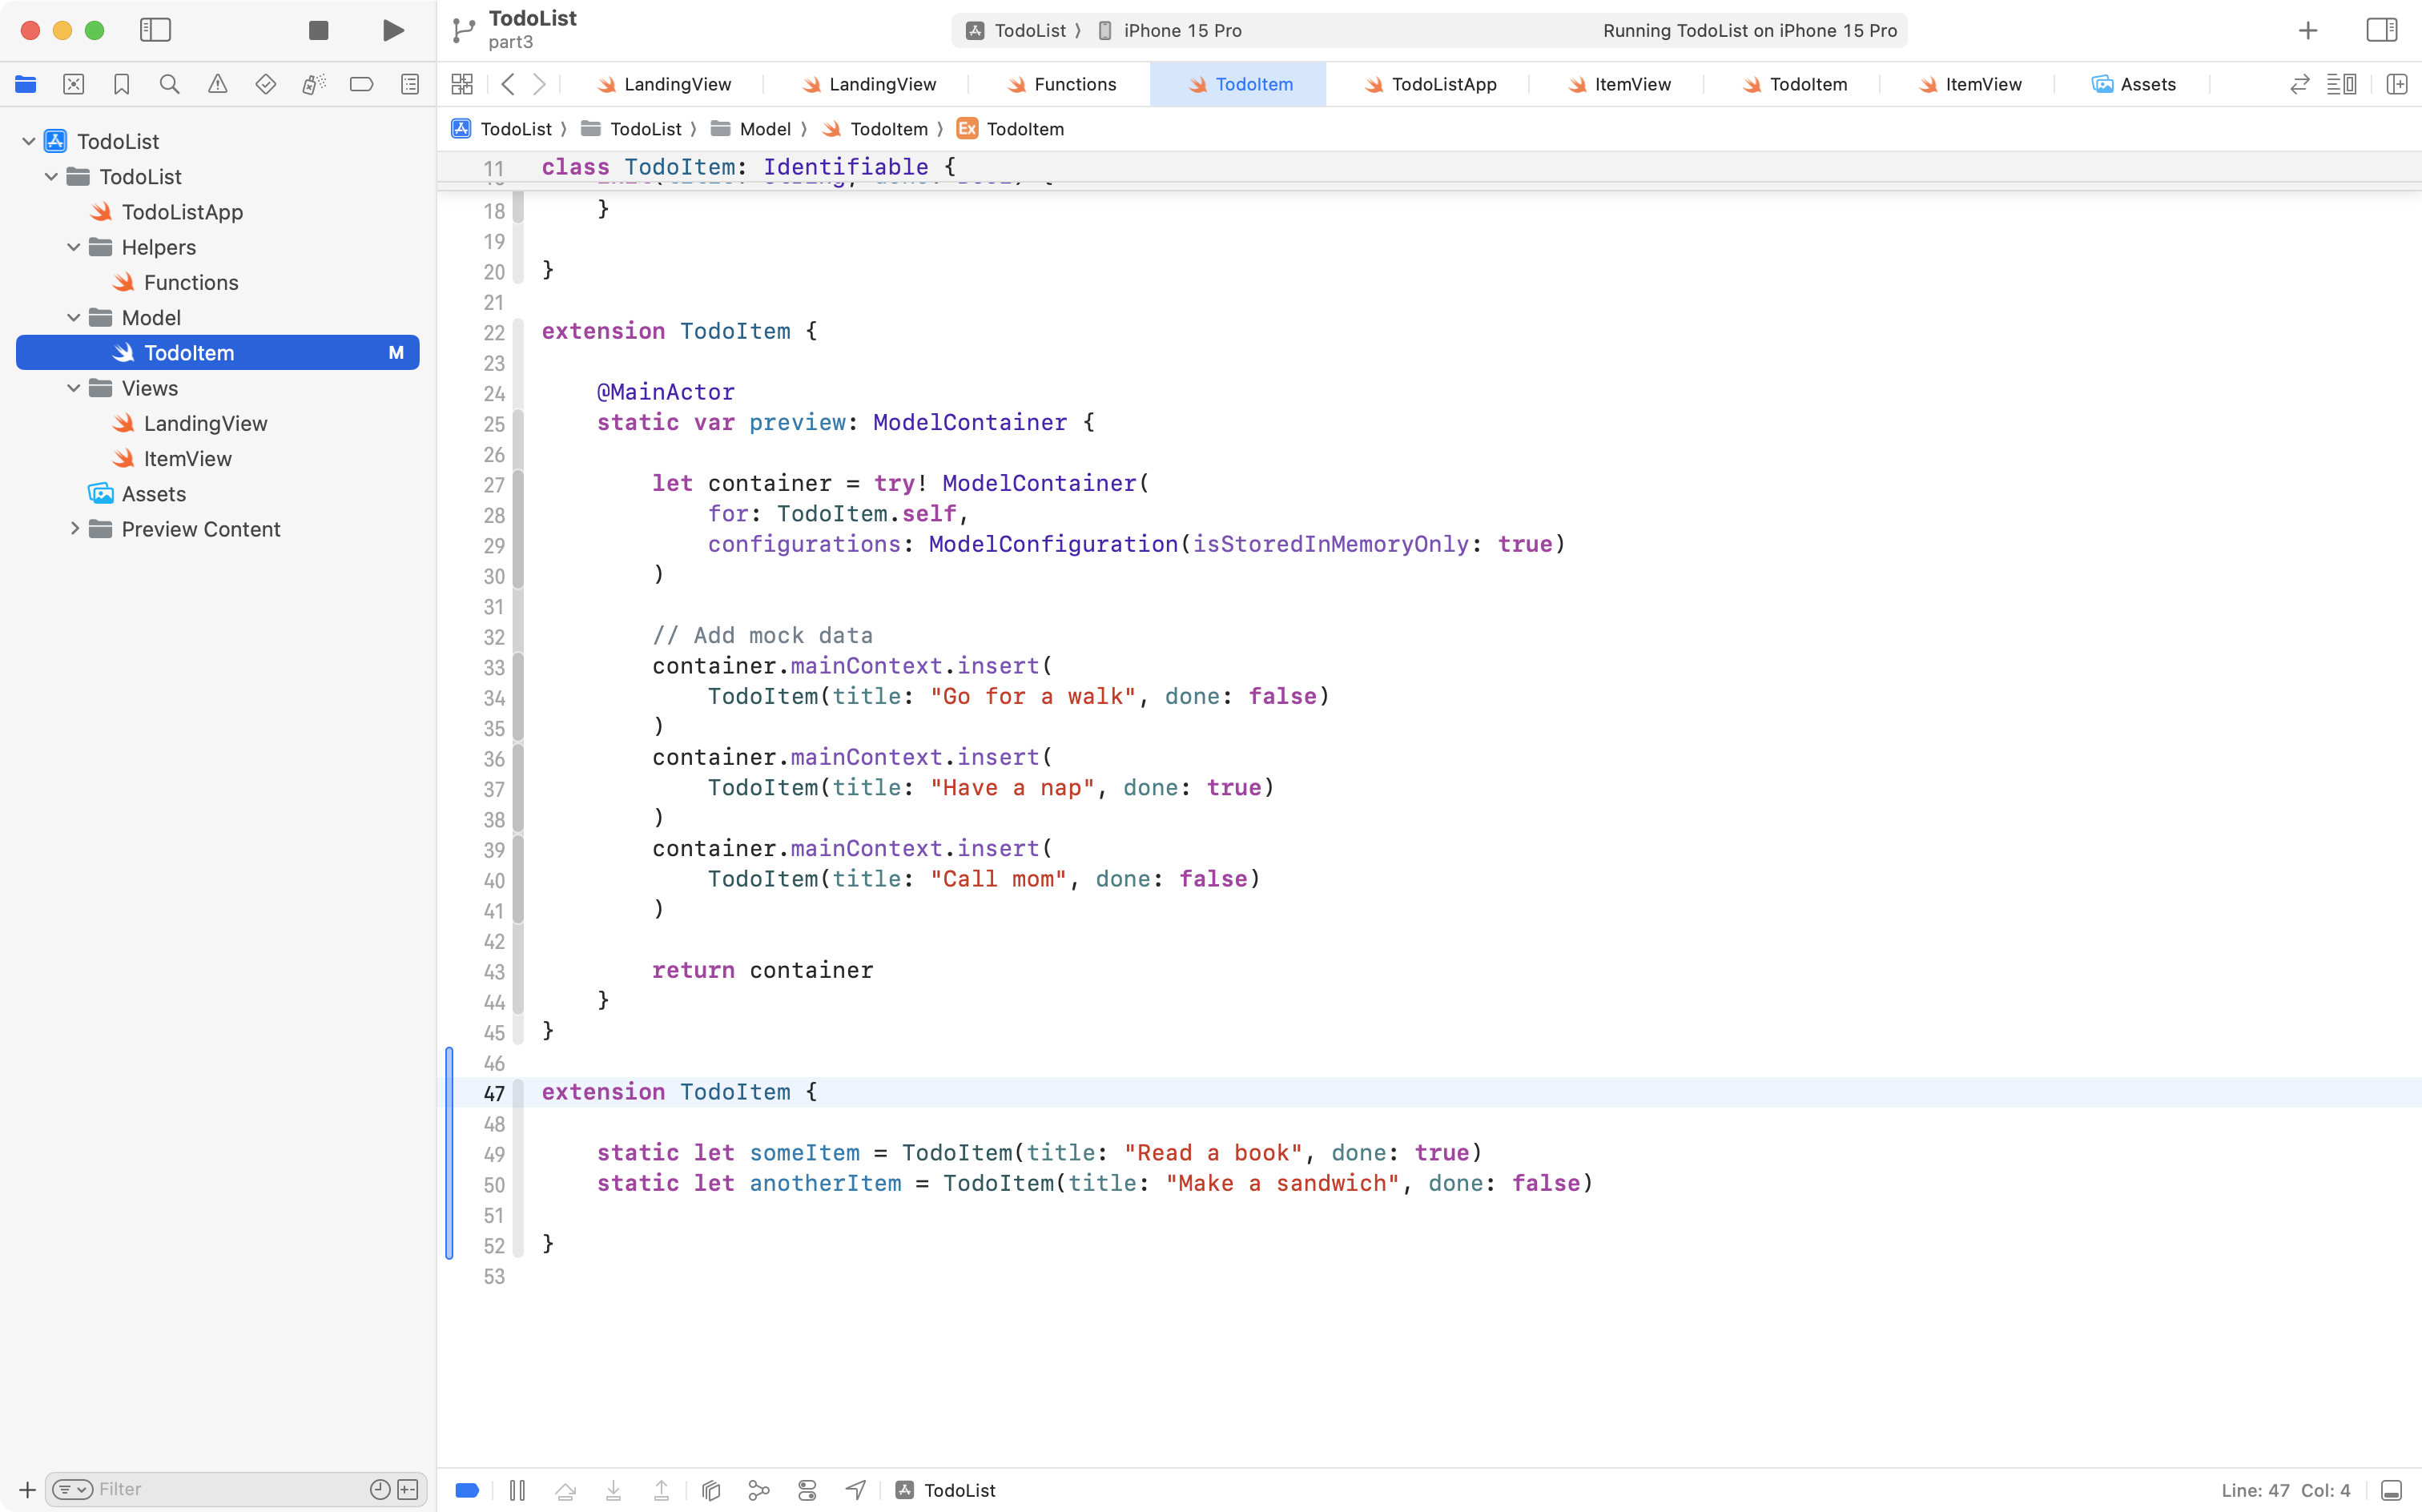 TodoList
part3
TodoList ⟩ iPhone 15 Pro
Running TodoList on iPhone 15 Pro
LandingView
LandingView
Functions
TodoItem
TodoListApp
ItemView
TodoItem
ItemView
Assets
TodoList ⟩ TodoList ⟩ Model ⟩ TodoItem ⟩ Ex TodoItem
TodoList
TodoList
TodoListApp
Helpers
Functions
Model
TodoItem M
Views
LandingView
ItemView
Assets
Preview Content
Filter
11 class TodoItem: Identifiable {
18     }
19
20 }
21
22 extension TodoItem {
23
24     @MainActor
25     static var preview: ModelContainer {
26
27         let container = try! ModelContainer(
28             for: TodoItem.self,
29             configurations: ModelConfiguration(isStoredInMemoryOnly: true)
30         )
31
32         // Add mock data
33         container.mainContext.insert(
34             TodoItem(title: "Go for a walk", done: false)
35         )
36         container.mainContext.insert(
37             TodoItem(title: "Have a nap", done: true)
38         )
39         container.mainContext.insert(
40             TodoItem(title: "Call mom", done: false)
41         )
42
43         return container
44     }
45 }
46
47 extension TodoItem {
48
49     static let someItem = TodoItem(title: "Read a book", done: true)
50     static let anotherItem = TodoItem(title: "Make a sandwich", done: false)
51
52 }
53
TodoList
Line: 47 Col: 4